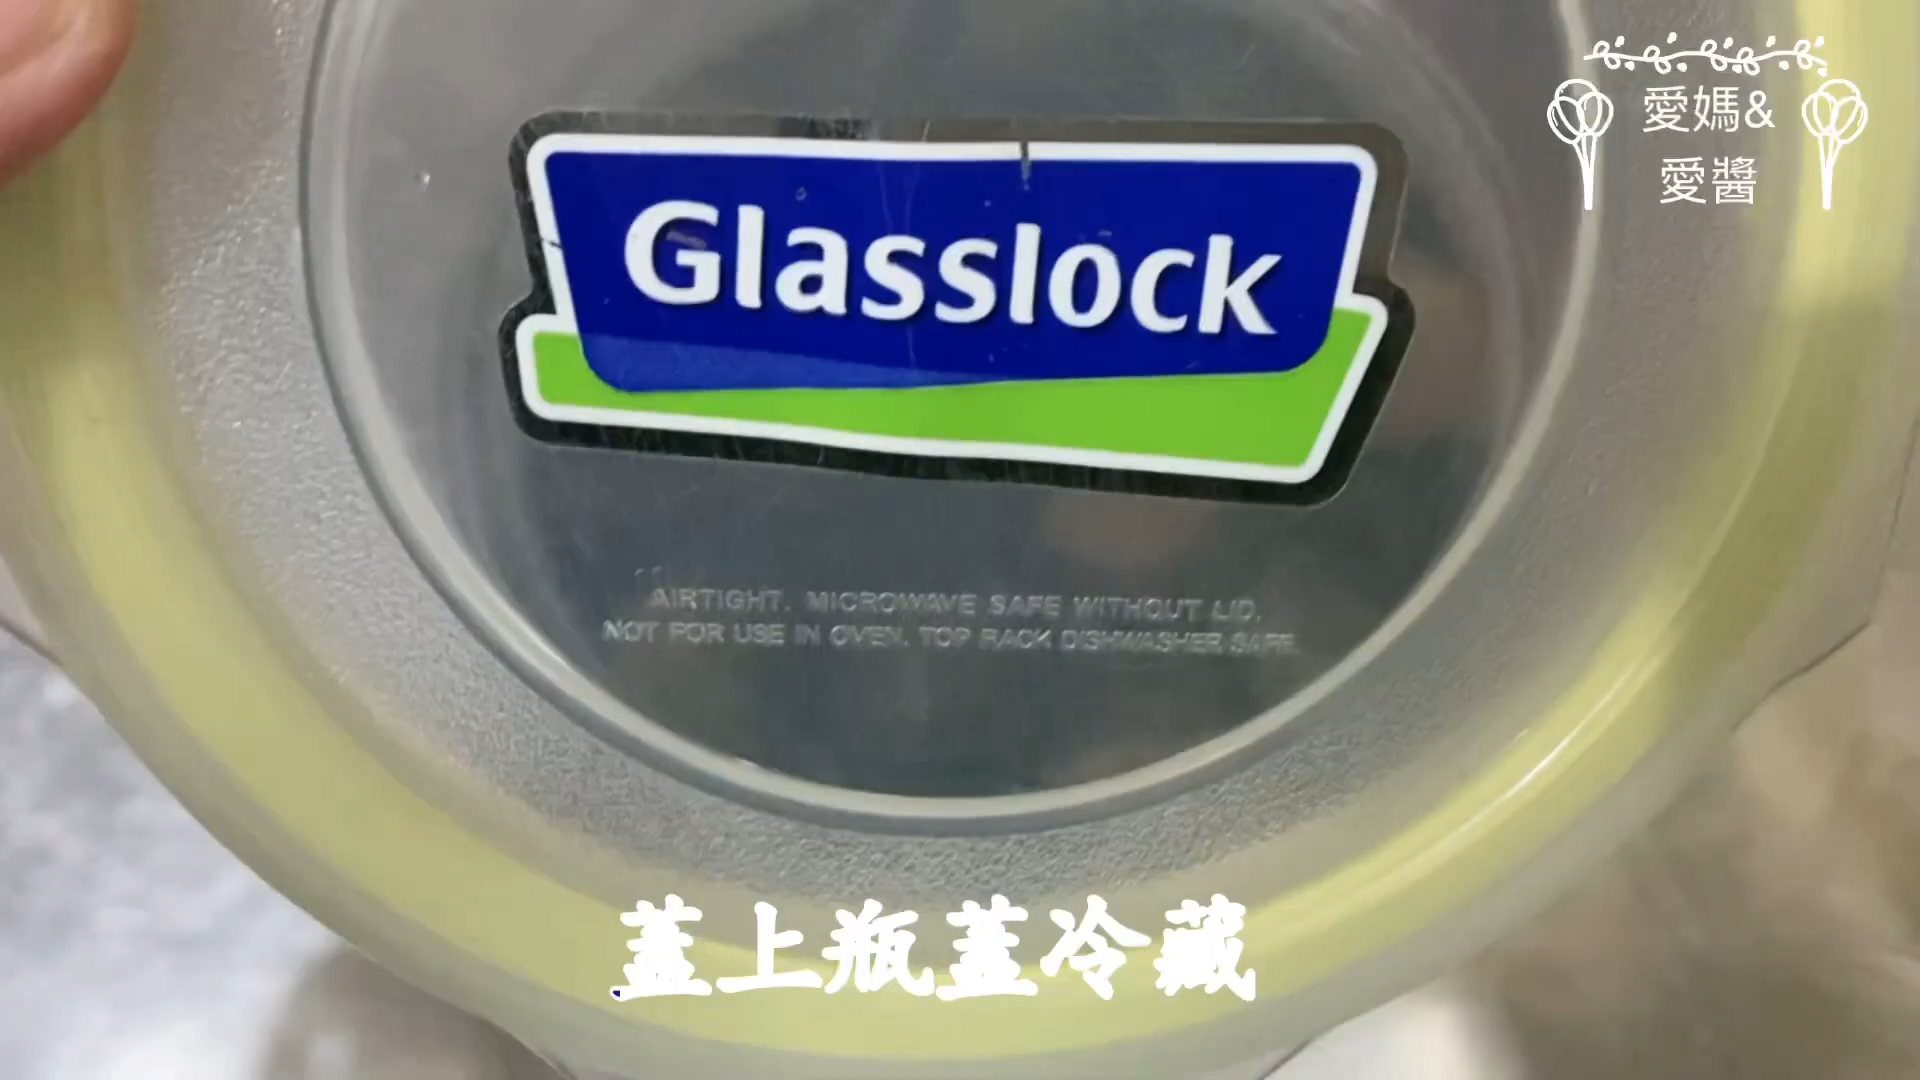 愛媽&
愛醬
Glasslock
AIRTIGHT. MICROWAVE SAFE WITHOUT LID.
NOT FOR USE IN OVEN. TOP RACK DISHWASHER SAFE.
蓋上瓶蓋冷藏